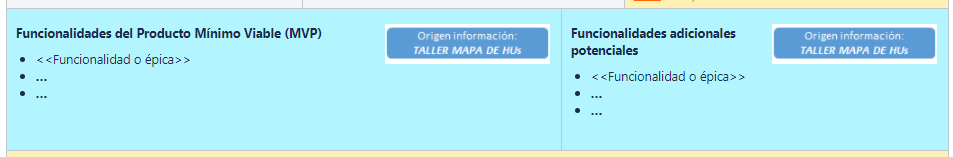 Funcionalidades del Producto Mínimo Viable (MVP)
Origen información:
TALLER MAPA DE HUs
• <<Funcionalidad o épica>>
• ...
• ...
Funcionalidades adicionales
potenciales
Origen información:
TALLER MAPA DE HUs
• <<Funcionalidad o épica>>
• ...
• ...